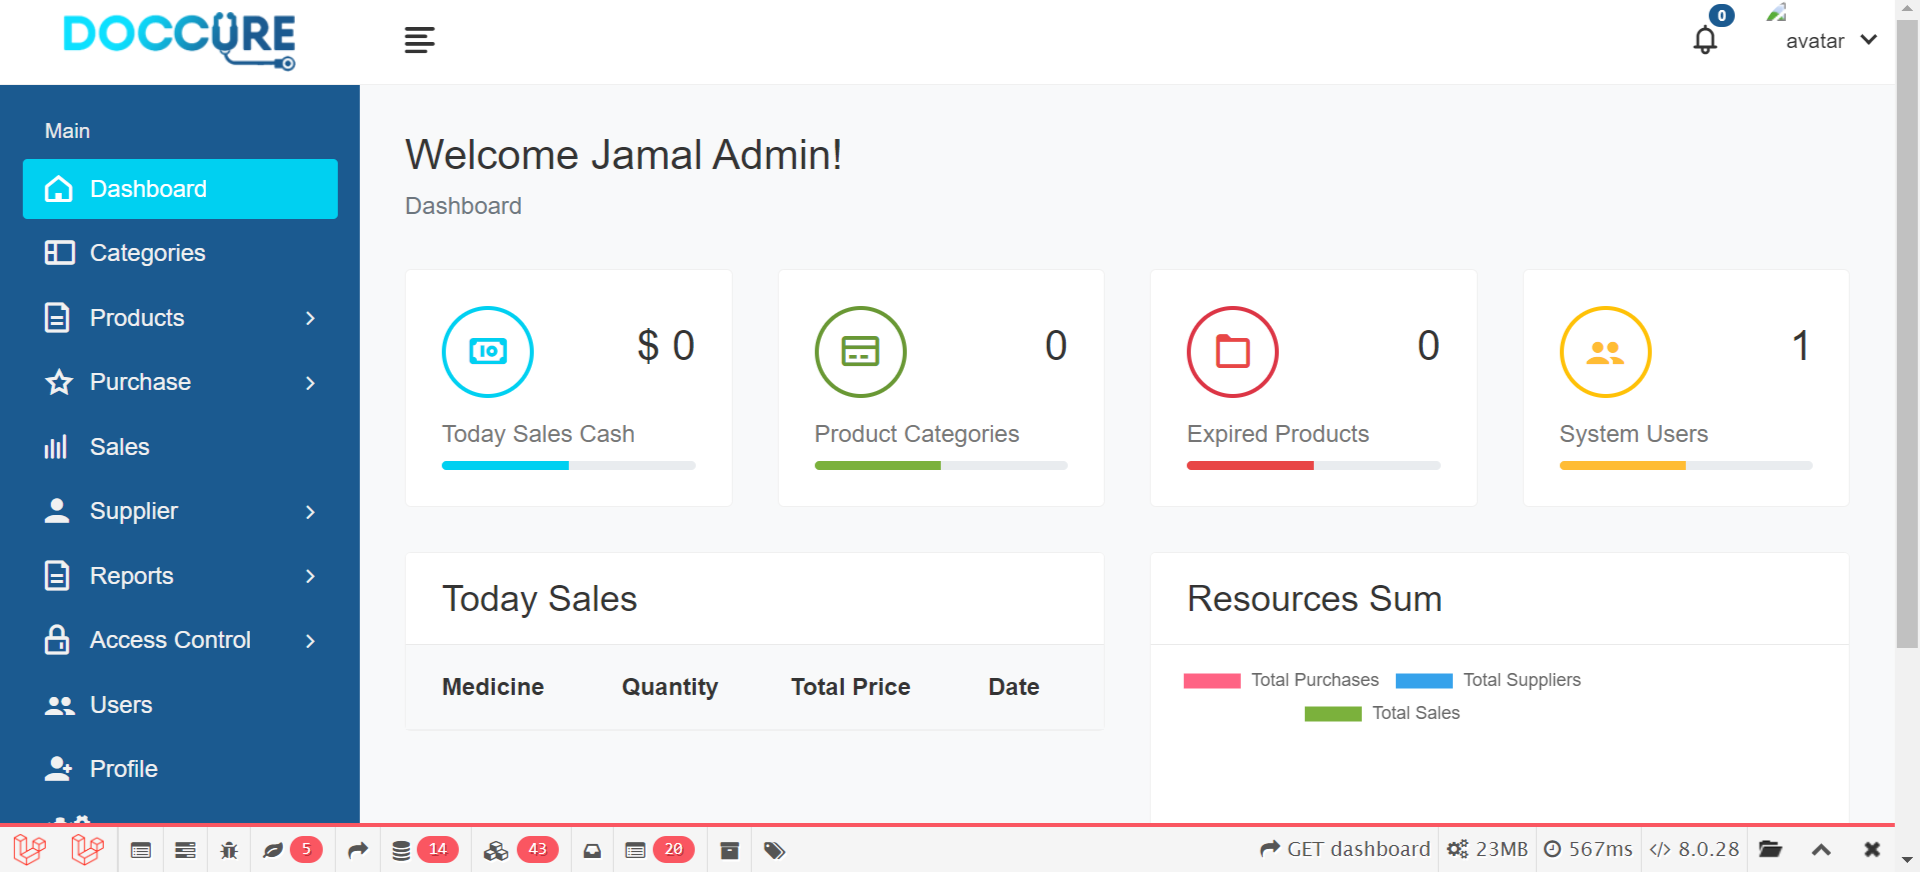 DOCCURE
0
avatar
Main
Dashboard
Categories
Products
Purchase
Sales
Supplier
Reports
Access Control
Users
Profile
Welcome Jamal Admin!
Dashboard
$ 0
Today Sales Cash
0
Product Categories
0
Expired Products
1
System Users
Today Sales
Medicine Quantity Total Price Date
Resources Sum
Total Purchases Total Suppliers
Total Sales
5 14 43 20 GET dashboard 23MB 567ms </> 8.0.28